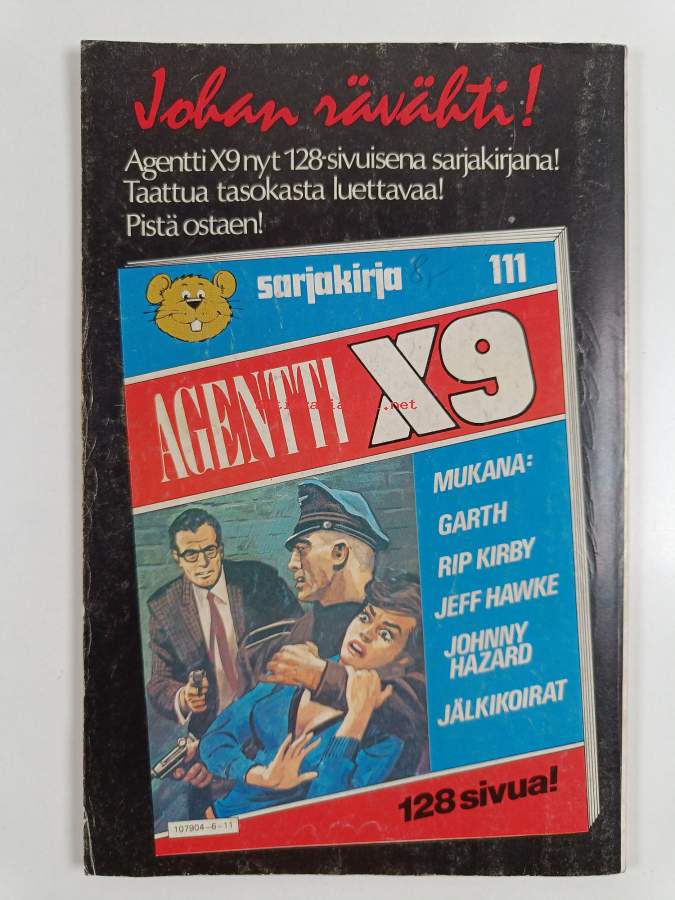 Johan rävähti!
Agentti X9 nyt 128-sivuisena sarjakirjana!
Taattua tasokasta luettavaa!
Pistä ostaen!
sarjakirja 8,- 111
AGENTTI X9
MUKANA:
GARTH
RIP KIRBY
JEFF HAWKE
JOHNNY
HAZARD
JÄLKIKOIRAT
128 sivua!
107904-6-11